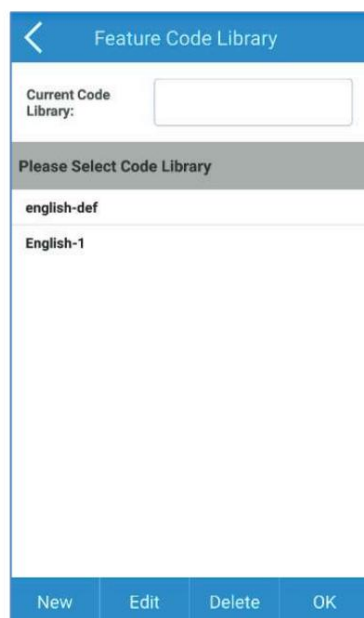 Feature Code Library
Current Code
Library:
Please Select Code Library
english-def
English-1
New Edit Delete OK